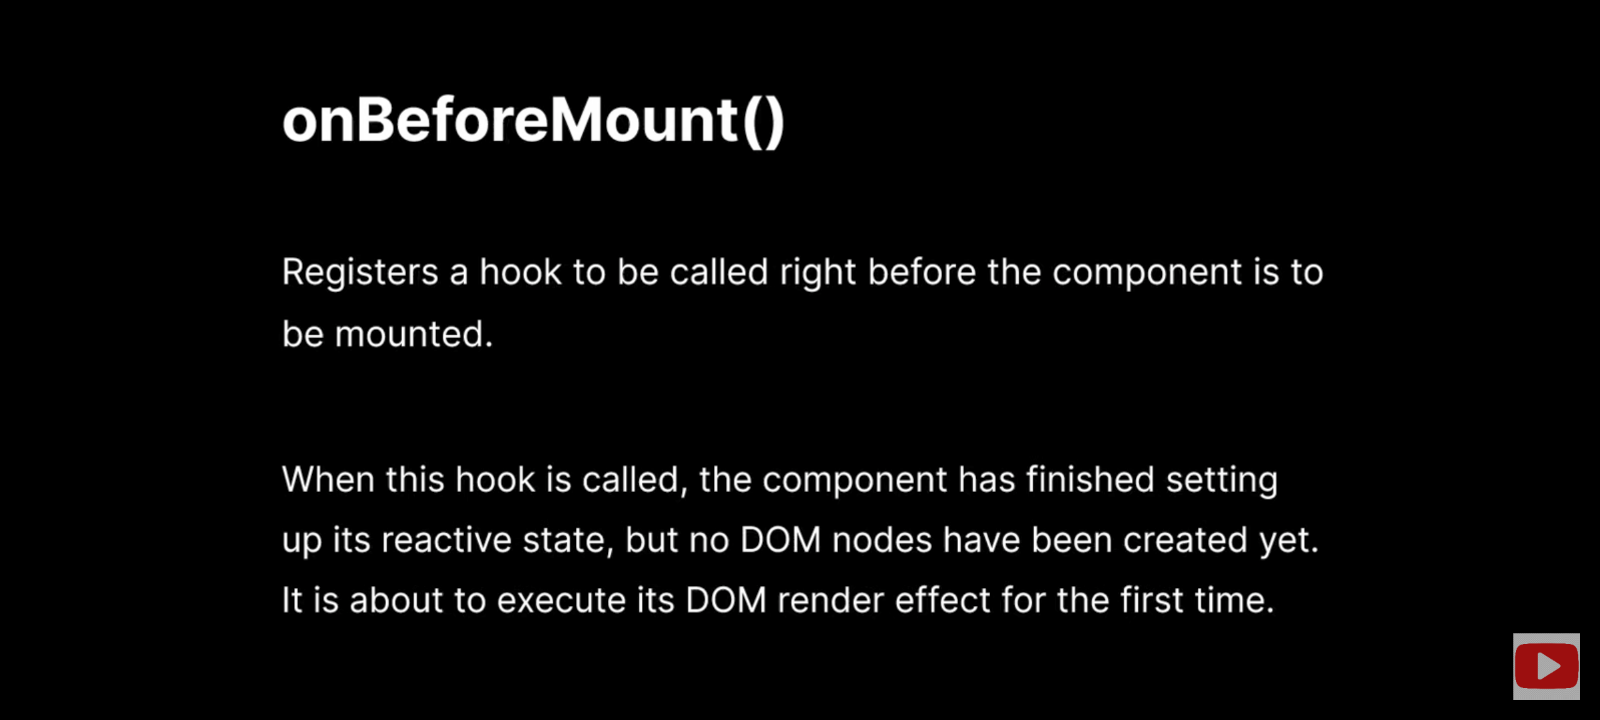 onBeforeMount()
Registers a hook to be called right before the component is to
be mounted.
When this hook is called, the component has finished setting
up its reactive state, but no DOM nodes have been created yet.
It is about to execute its DOM render effect for the first time.